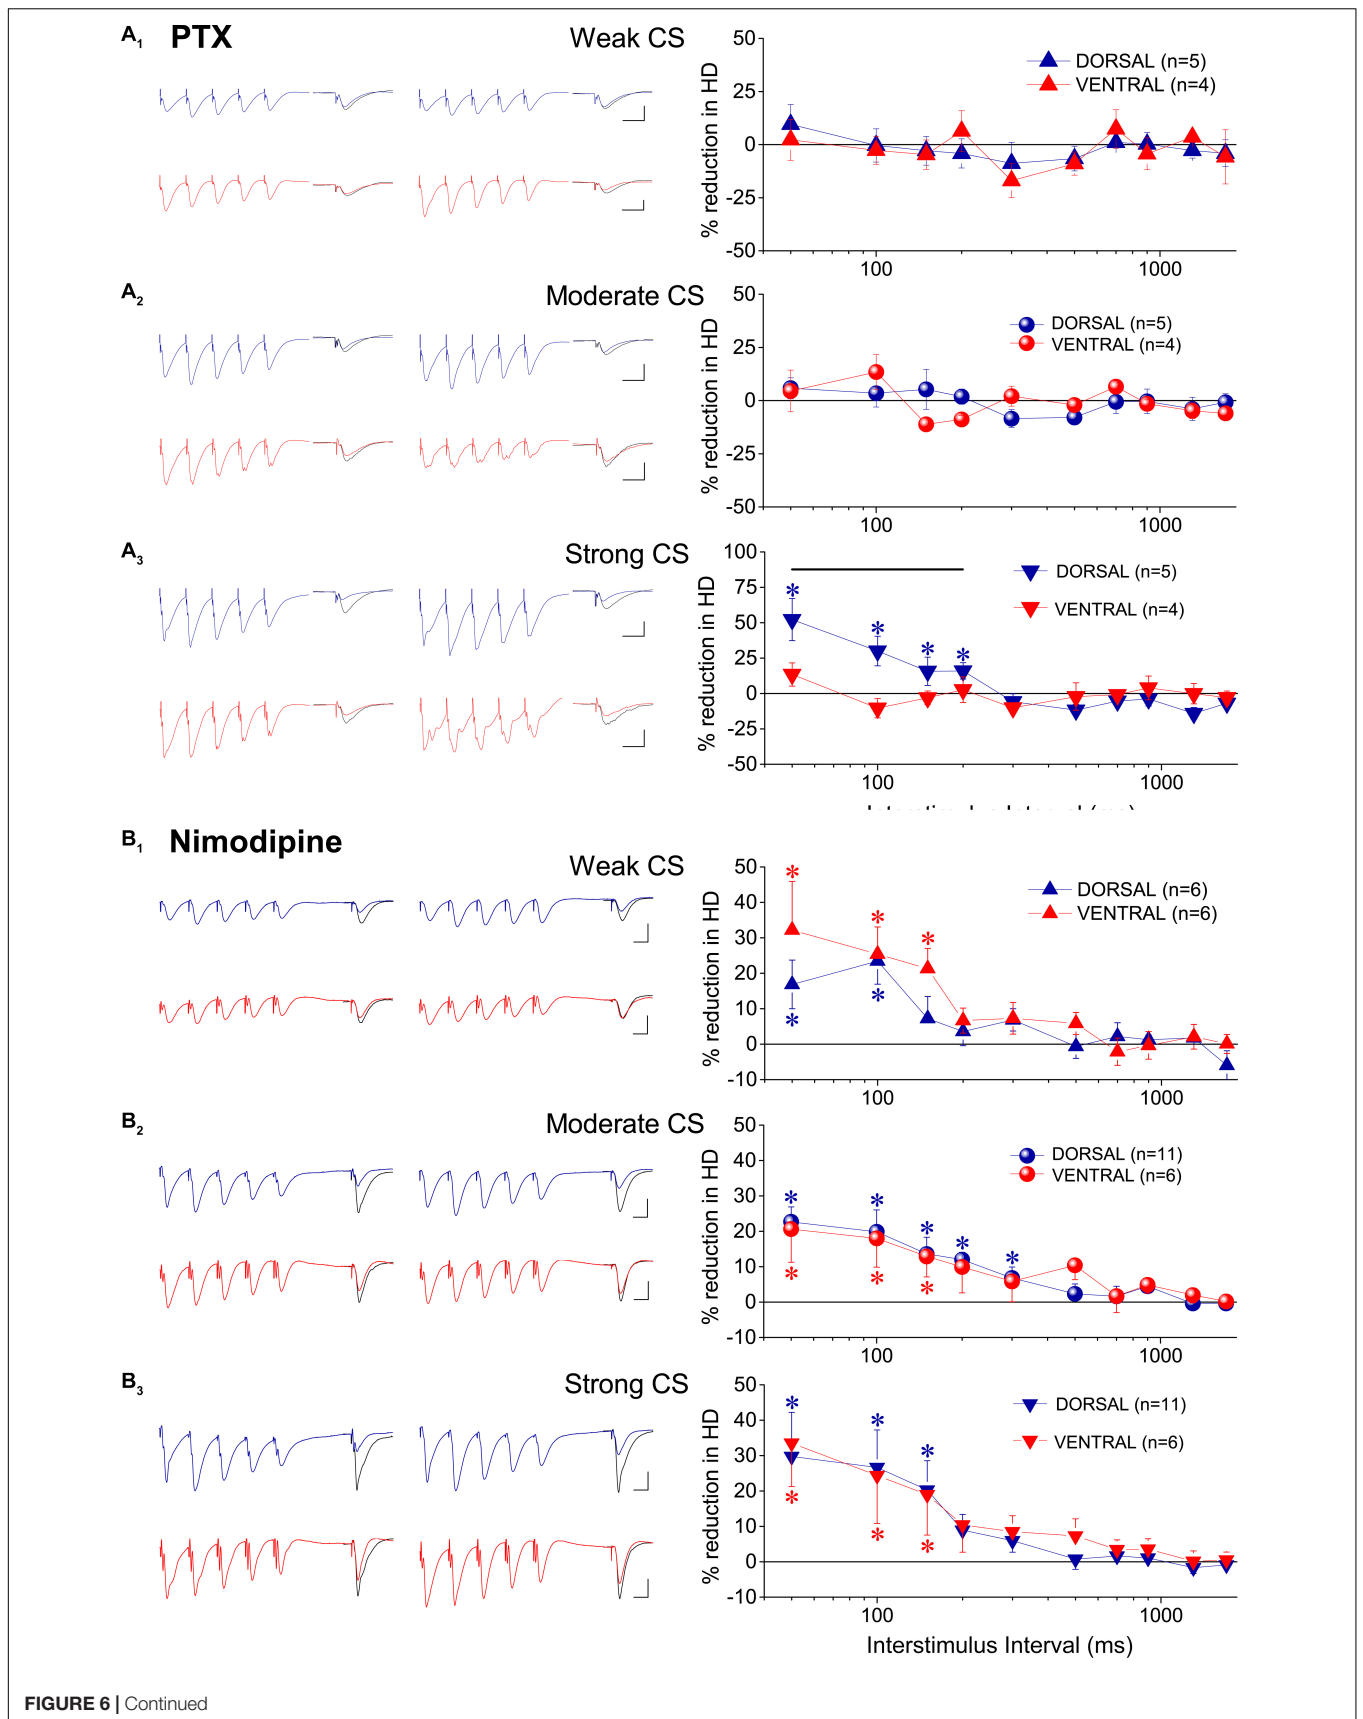 A1 PTX
Weak CS
% reduction in HD
50
25
0
-25
-50
100
1000
DORSAL (n=5)
VENTRAL (n=4)
A2
Moderate CS
% reduction in HD
50
25
0
-25
-50
100
1000
DORSAL (n=5)
VENTRAL (n=4)
A3
Strong CS
% reduction in HD
100
75
50
25
0
-25
-50
100
1000
DORSAL (n=5)
VENTRAL (n=4)
*
*
*
*
Interstimulus Interval (ms)
B1 Nimodipine
Weak CS
% reduction in HD
50
40
30
20
10
0
-10
100
1000
DORSAL (n=6)
VENTRAL (n=6)
*
*
*
*
*
B2
Moderate CS
% reduction in HD
50
40
30
20
10
0
-10
100
1000
DORSAL (n=11)
VENTRAL (n=6)
*
*
*
*
*
*
*
*
B3
Strong CS
% reduction in HD
50
40
30
20
10
0
-10
100
1000
DORSAL (n=11)
VENTRAL (n=6)
*
*
*
*
*
*
Interstimulus Interval (ms)
FIGURE 6 | Continued